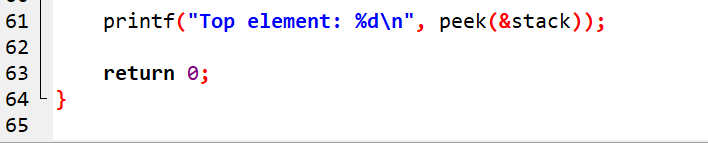 61 printf("Top element: %d\n", peek(&stack));
62
63 return 0;
64 }
65